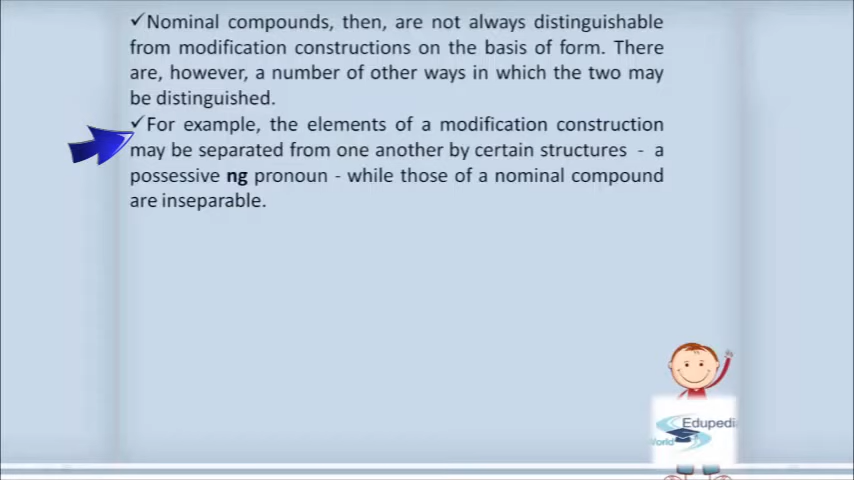 ✓Nominal compounds, then, are not always distinguishable
from modification constructions on the basis of form. There
are, however, a number of other ways in which the two may
be distinguished.
✓For example, the elements of a modification construction
may be separated from one another by certain structures - a
possessive ng pronoun - while those of a nominal compound
are inseparable.
Edupedia
World